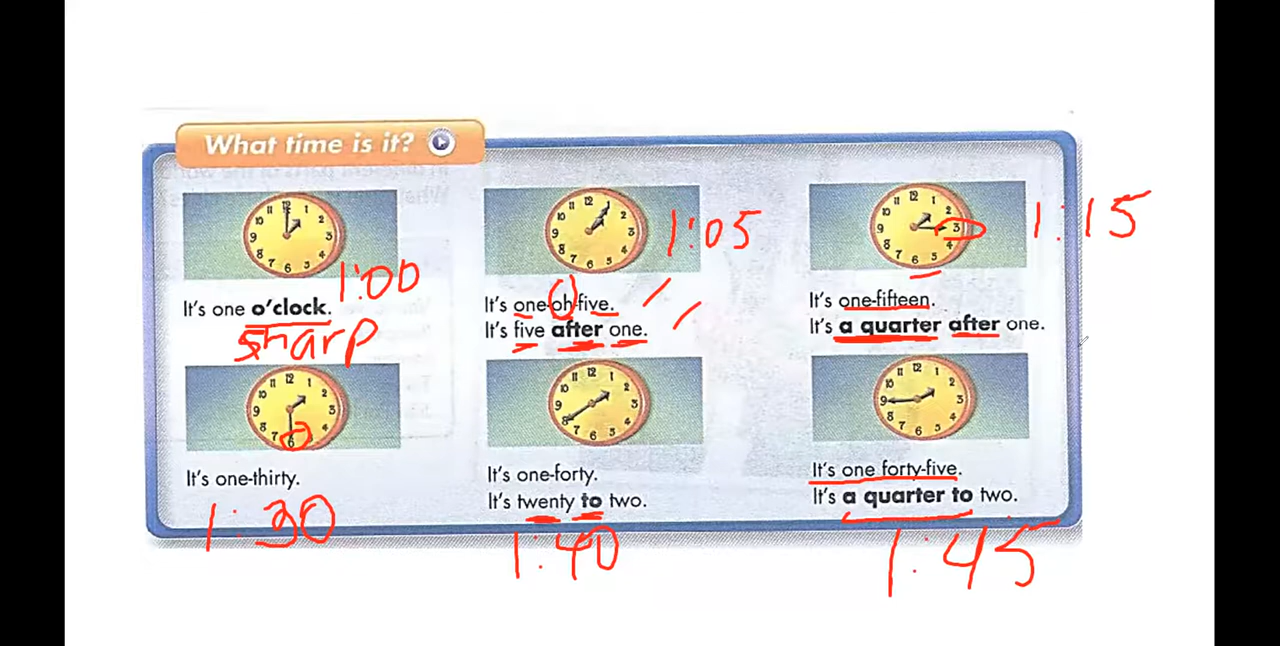 What time is it?
It's one o'clock.
1:00
sharp
It's one-oh-five.
It's five after one.
1:05
It's one-fifteen.
It's a quarter after one.
1:15
It's one-thirty.
1:30
It's one-forty.
It's twenty to two.
1:40
It's one forty-five.
It's a quarter to two.
1:45